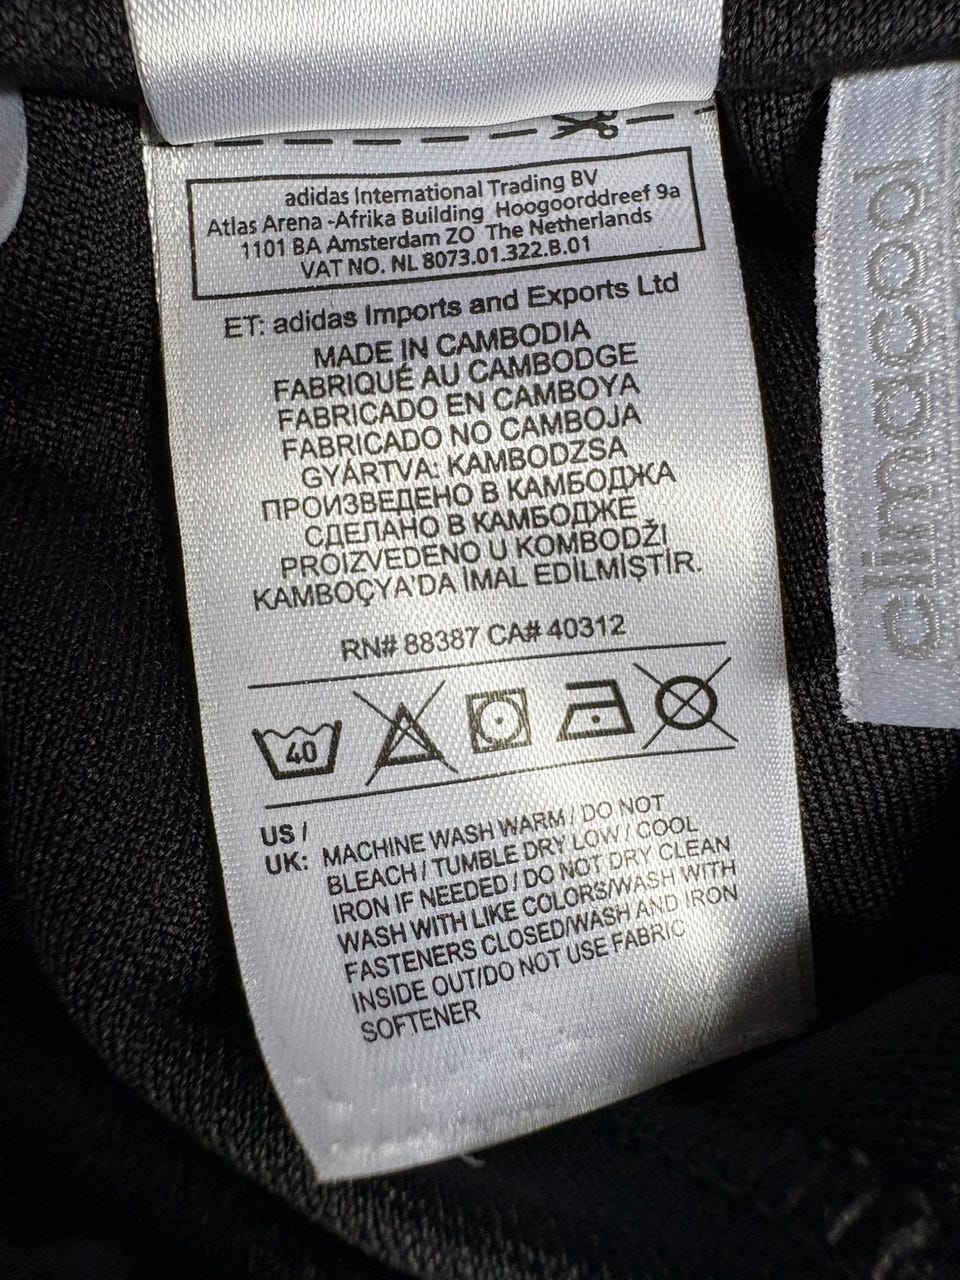 adidas International Trading BV
Atlas Arena -Afrika Building Hoogoorddreef 9a
1101 BA Amsterdam ZO The Netherlands
VAT NO. NL 8073.01.322.B.01
ET: adidas Imports and Exports Ltd
MADE IN CAMBODIA
FABRIQUÉ AU CAMBODGE
FABRICADO EN CAMBOYA
FABRICADO NO CAMBOJA
GYÁRTVA: KAMBODZSA
ПРОИЗВЕДЕНО В КАМБОДЖА
СДЕЛАНО В КАМБОДЖЕ
PROIZVEDENO U KOMBODŽI
KAMBOÇYA'DA İMAL EDİLMİŞTİR.
RN# 88387 CA# 40312
40
US /
UK: MACHINE WASH WARM / DO NOT
BLEACH / TUMBLE DRY LOW / COOL
IRON IF NEEDED / DO NOT DRY CLEAN
WASH WITH LIKE COLORS/WASH WITH
FASTENERS CLOSED/WASH AND IRON
INSIDE OUT/DO NOT USE FABRIC
SOFTENER
climacool